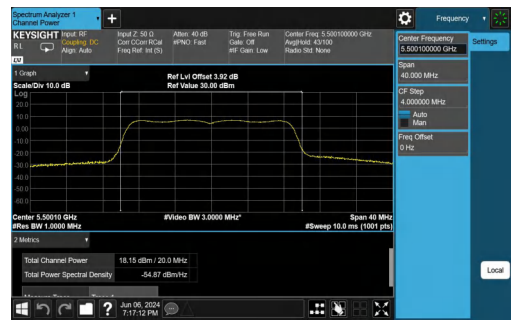 Spectrum Analyzer 1
Channel Power
+
Frequency
KEYSIGHT
RL
LXI
Input: RF
Coupling: DC
Align: Auto
Input Z: 50 Ω
Corr CCorr RCal
Freq Ref: Int (S)
Atten: 40 dB
#PNO: Fast
Trig: Free Run
Gate: Off
#IF Gain: Low
Center Freq: 5.500100000 GHz
Avg|Hold: 43/100
Radio Std: None
Center Frequency
5.500100000 GHz
Settings
Span
40.000 MHz
CF Step
4.000000 MHz
Auto
Man
Freq Offset
0 Hz
Local
1 Graph
Scale/Div 10.0 dB
Ref Lvl Offset 3.92 dB
Ref Value 30.00 dBm
Log
20.0
10.0
0.00
-10.0
-20.0
-30.0
-40.0
-50.0
-60.0
Center 5.50010 GHz
#Video BW 3.0000 MHz*
Span 40 MHz
#Res BW 1.0000 MHz
#Sweep 10.0 ms (1001 pts)
2 Metrics
Total Channel Power 18.15 dBm / 20.0 MHz
Total Power Spectral Density -54.87 dBm/Hz
?
Jun 06, 2024
7:17:12 PM